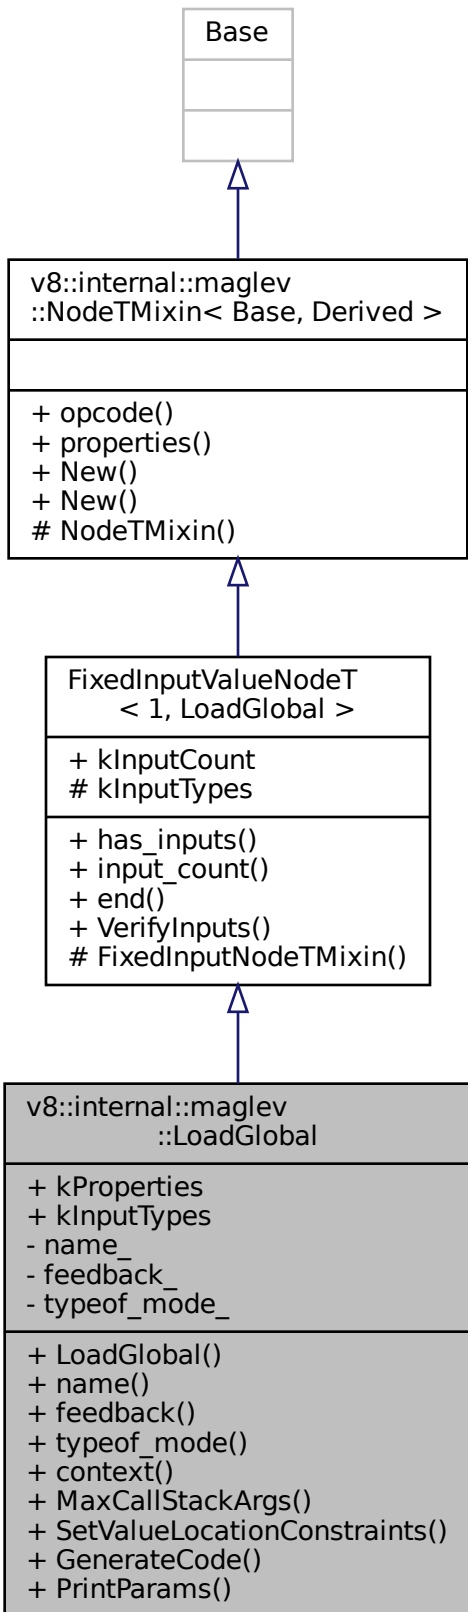 Base
v8::internal::maglev
::NodeTMixin< Base, Derived >
+ opcode()
+ properties()
+ New()
+ New()
# NodeTMixin()
FixedInputValueNodeT
< 1, LoadGlobal >
+ kInputCount
# kInputTypes
+ has_inputs()
+ input_count()
+ end()
+ VerifyInputs()
# FixedInputNodeTMixin()
v8::internal::maglev
::LoadGlobal
+ kProperties
+ kInputTypes
- name_
- feedback_
- typeof_mode_
+ LoadGlobal()
+ name()
+ feedback()
+ typeof_mode()
+ context()
+ MaxCallStackArgs()
+ SetValueLocationConstraints()
+ GenerateCode()
+ PrintParams()